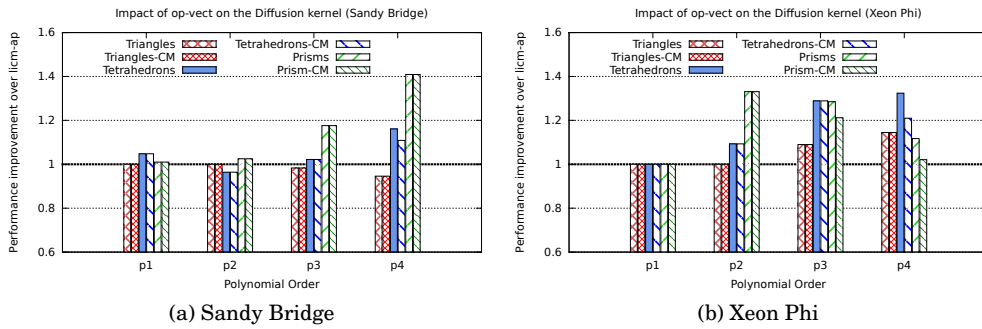 Impact of op-vect on the Diffusion kernel (Sandy Bridge)
Performance improvement over licm-ap
1.6
1.4
1.2
1
0.8
0.6
Triangles
Triangles-CM
Tetrahedrons
Tetrahedrons-CM
Prisms
Prism-CM
p1
p2
p3
p4
Polynomial Order
(a) Sandy Bridge
Impact of op-vect on the Diffusion kernel (Xeon Phi)
Performance improvement over licm-ap
1.6
1.4
1.2
1
0.8
0.6
Triangles
Triangles-CM
Tetrahedrons
Tetrahedrons-CM
Prisms
Prism-CM
p1
p2
p3
p4
Polynomial Order
(b) Xeon Phi